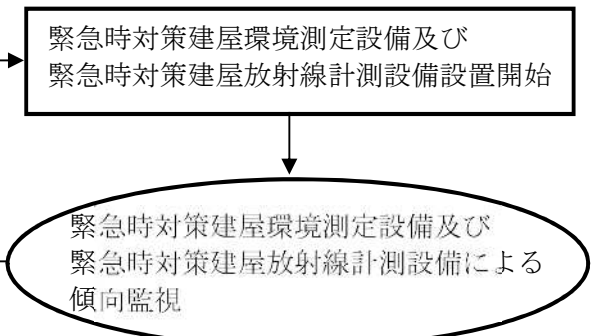 緊急時対策建屋環境測定設備及び
緊急時対策建屋放射線計測設備設置開始
緊急時対策建屋環境測定設備及び
緊急時対策建屋放射線計測設備による
傾向監視